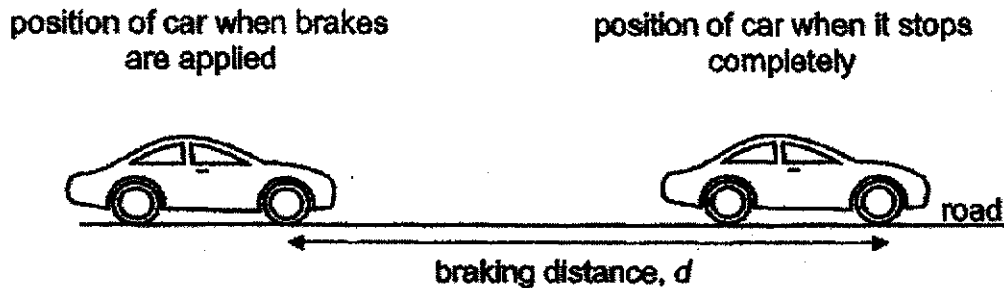 position of car when brakes
are applied
position of car when it stops
completely
road
braking distance, d